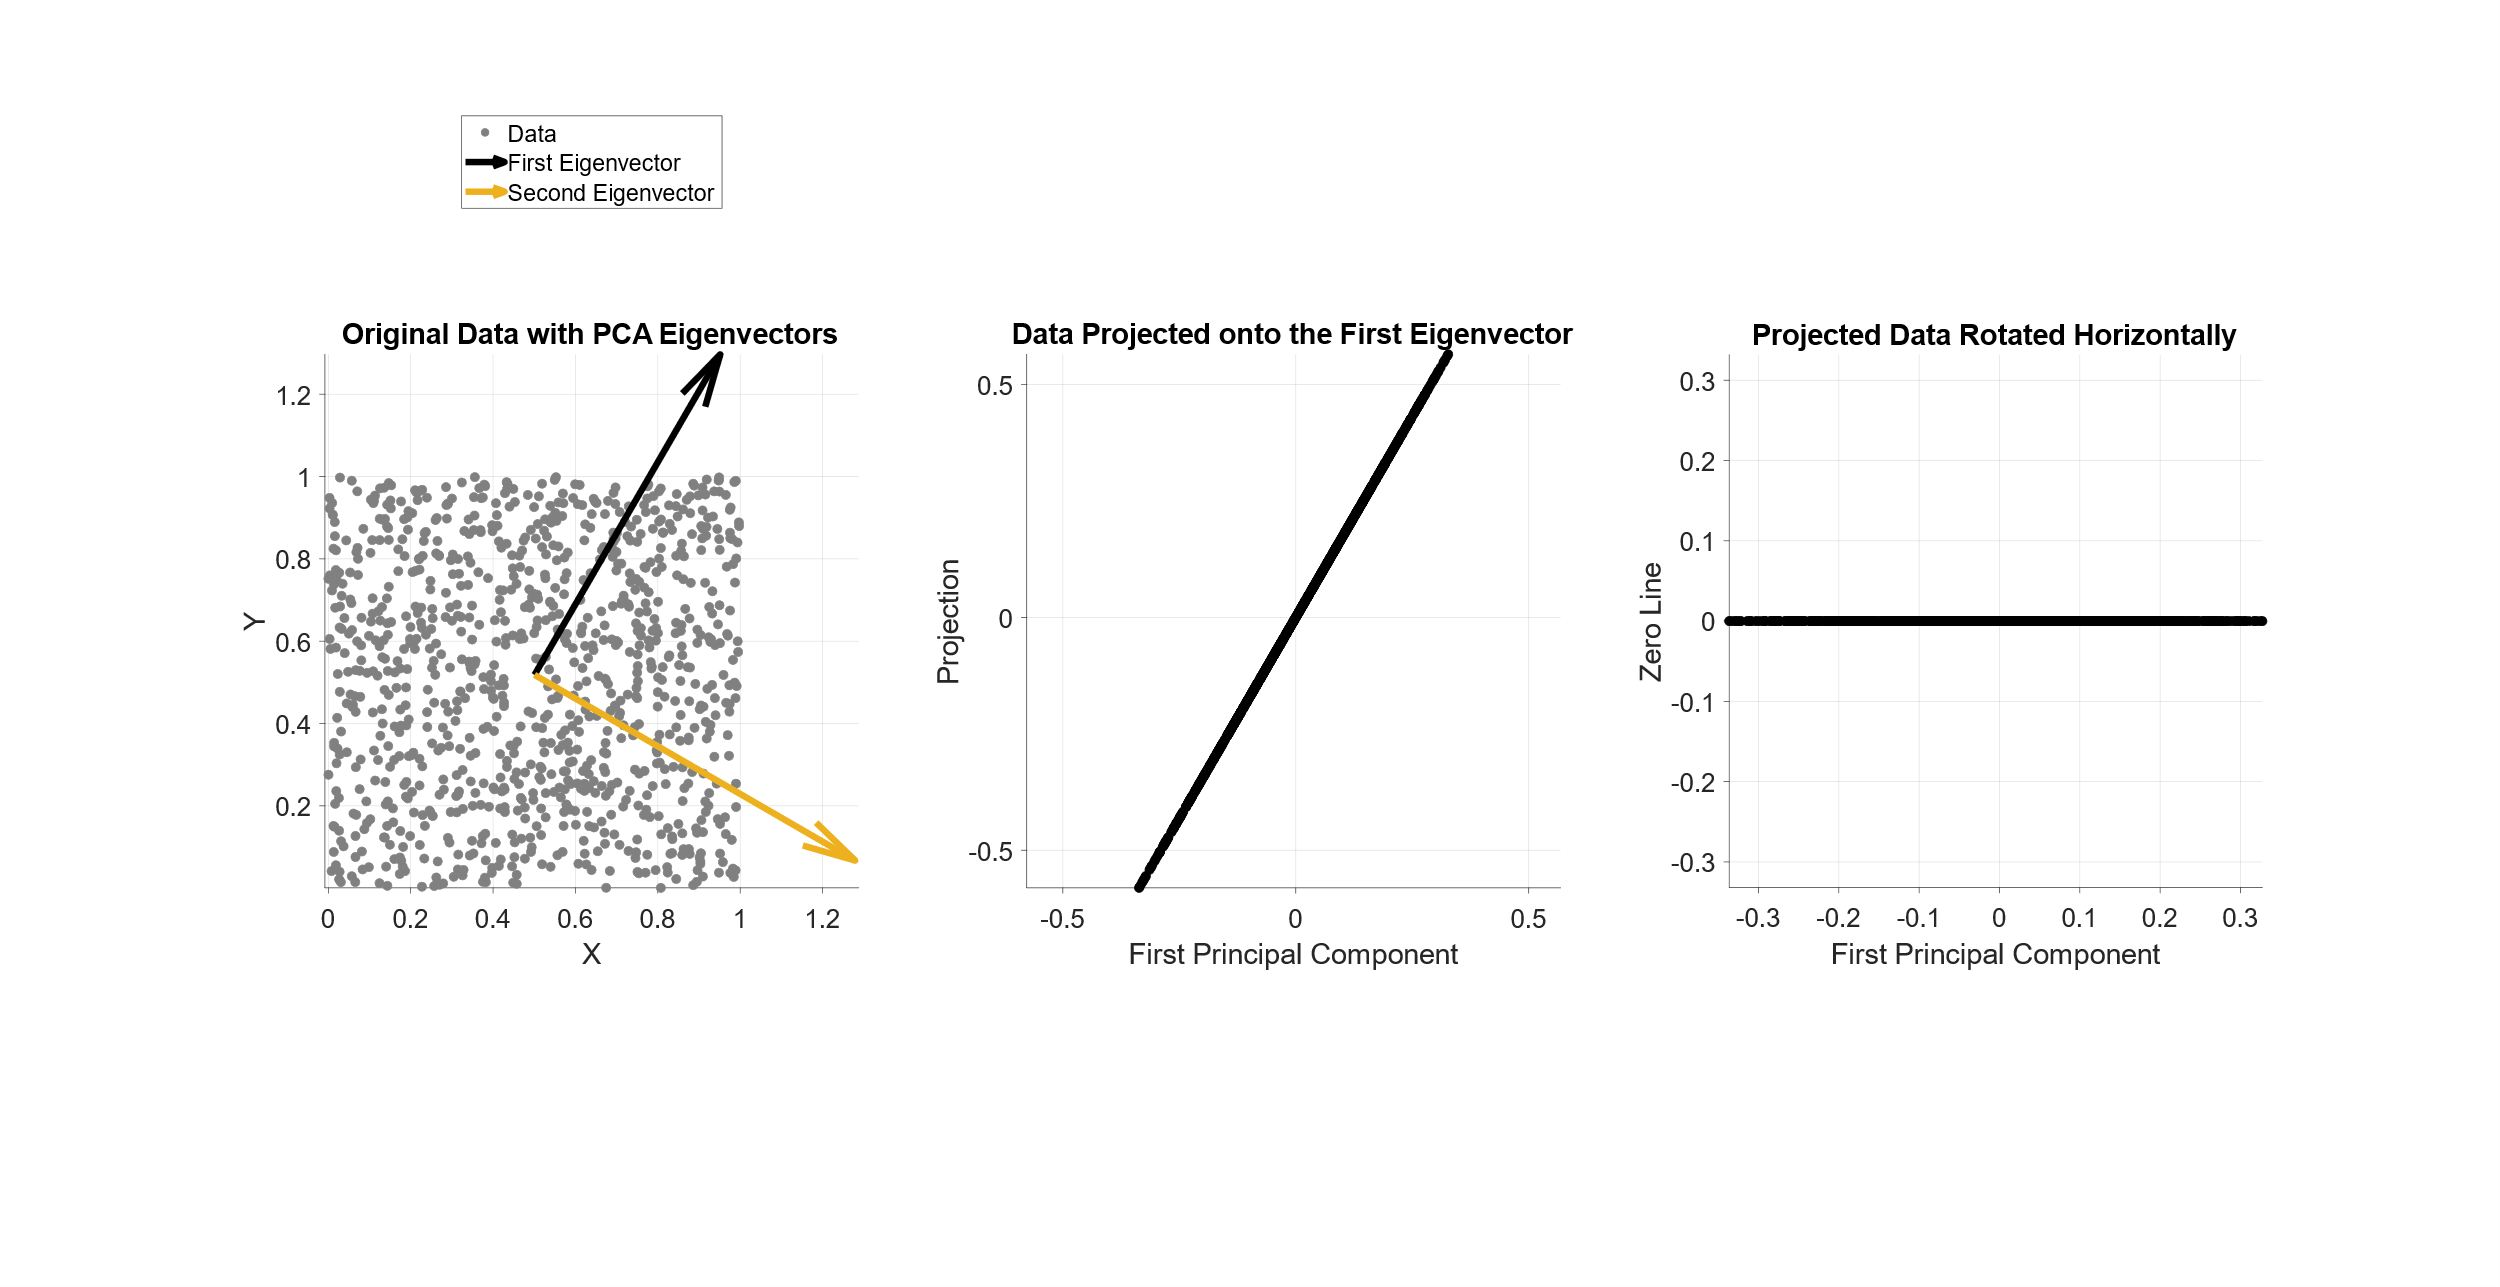 Data
First Eigenvector
Second Eigenvector
Original Data with PCA Eigenvectors
1.2
1
0.8
0.6
0.4
0.2
Y
0 0.2 0.4 0.6 0.8 1 1.2
X
Data Projected onto the First Eigenvector
0.5
0
-0.5
Projection
-0.5 0 0.5
First Principal Component
Projected Data Rotated Horizontally
0.3
0.2
0.1
0
-0.1
-0.2
-0.3
Zero Line
-0.3 -0.2 -0.1 0 0.1 0.2 0.3
First Principal Component